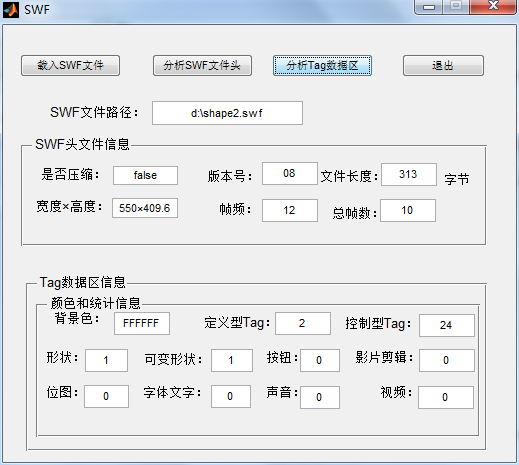 SWF
载入SWF文件 分析SWF文件头 分析Tag数据区 退出
SWF文件路径： d:\shape2.swf
SWF头文件信息
是否压缩： false 版本号： 08 文件长度： 313 字节
宽度×高度： 550×409.6 帧频： 12 总帧数： 10
Tag数据区信息
颜色和统计信息
背景色： FFFFFF 定义型Tag： 2 控制型Tag： 24
形状： 1 可变形状： 1 按钮： 0 影片剪辑： 0
位图： 0 字体文字： 0 声音： 0 视频： 0